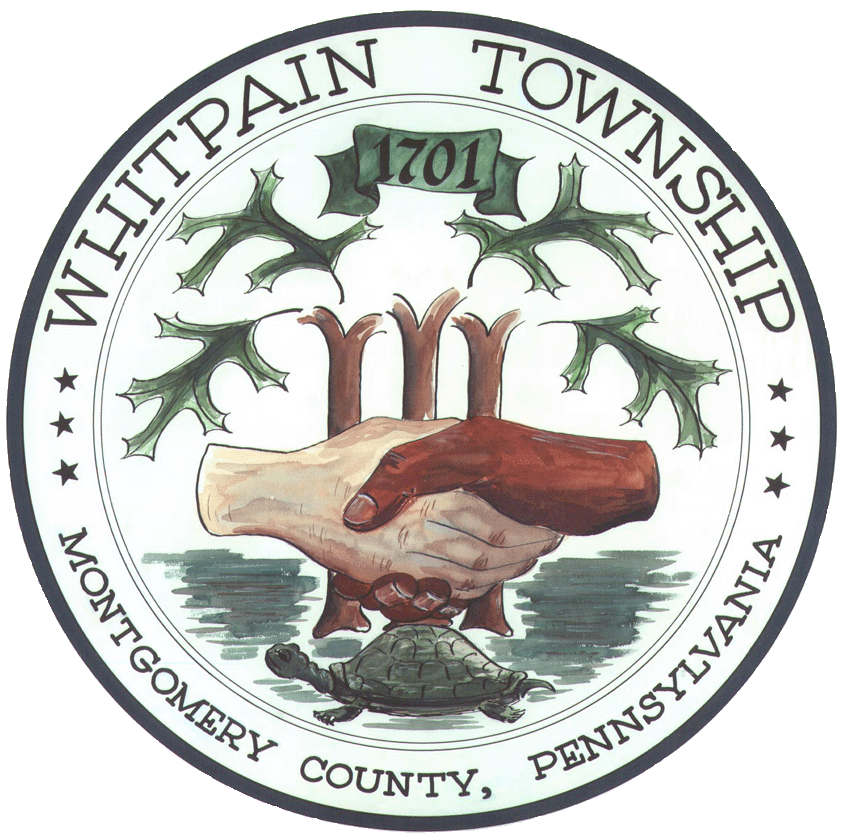 WHITPAIN TOWNSHIP
1701
MONTGOMERY COUNTY, PENNSYLVANIA